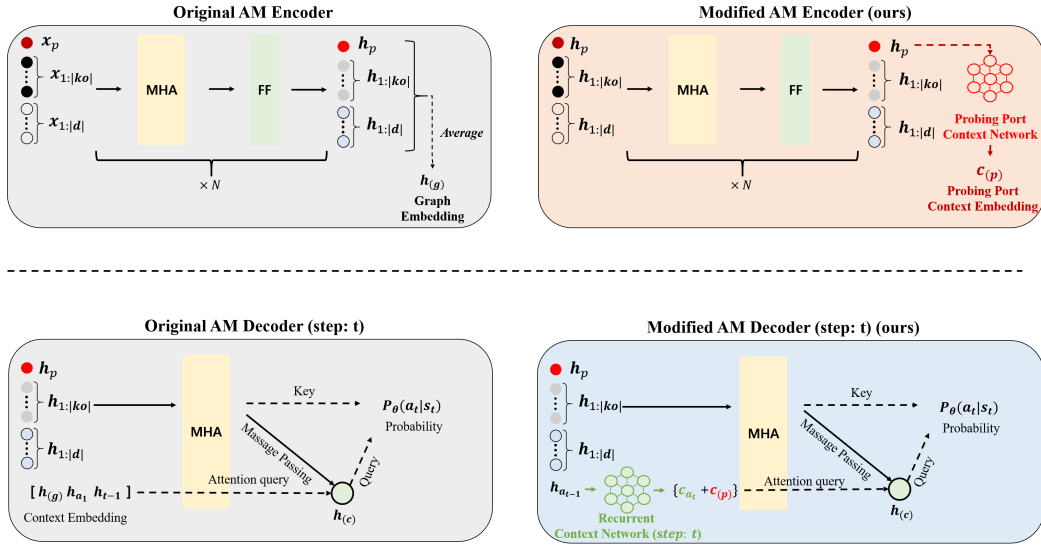 Original AM Encoder
x_p
x_{1:|ko|}
x_{1:|d|}
MHA
FF
× N
h_p
h_{1:|ko|}
h_{1:|d|}
Average
h_{(g)}
Graph
Embedding
Modified AM Encoder (ours)
h_p
h_{1:|ko|}
h_{1:|d|}
MHA
FF
× N
h_p
h_{1:|ko|}
h_{1:|d|}
Probing Port
Context Network
c_{(p)}
Probing Port
Context Embedding
Original AM Decoder (step: t)
h_p
h_{1:|ko|}
h_{1:|d|}
[ h_{(g)} h_{a_1} h_{t-1} ]
Context Embedding
MHA
Key
Massage Passing
Attention query
Query
P_θ(a_t|s_t)
Probability
h_{(c)}
Modified AM Decoder (step: t) (ours)
h_p
h_{1:|ko|}
h_{1:|d|}
h_{a_{t-1}}
Recurrent
Context Network (step: t)
{c_{a_t} +c_{(p)}}
MHA
Key
Massage Passing
Attention query
Query
P_θ(a_t|s_t)
Probability
h_{(c)}